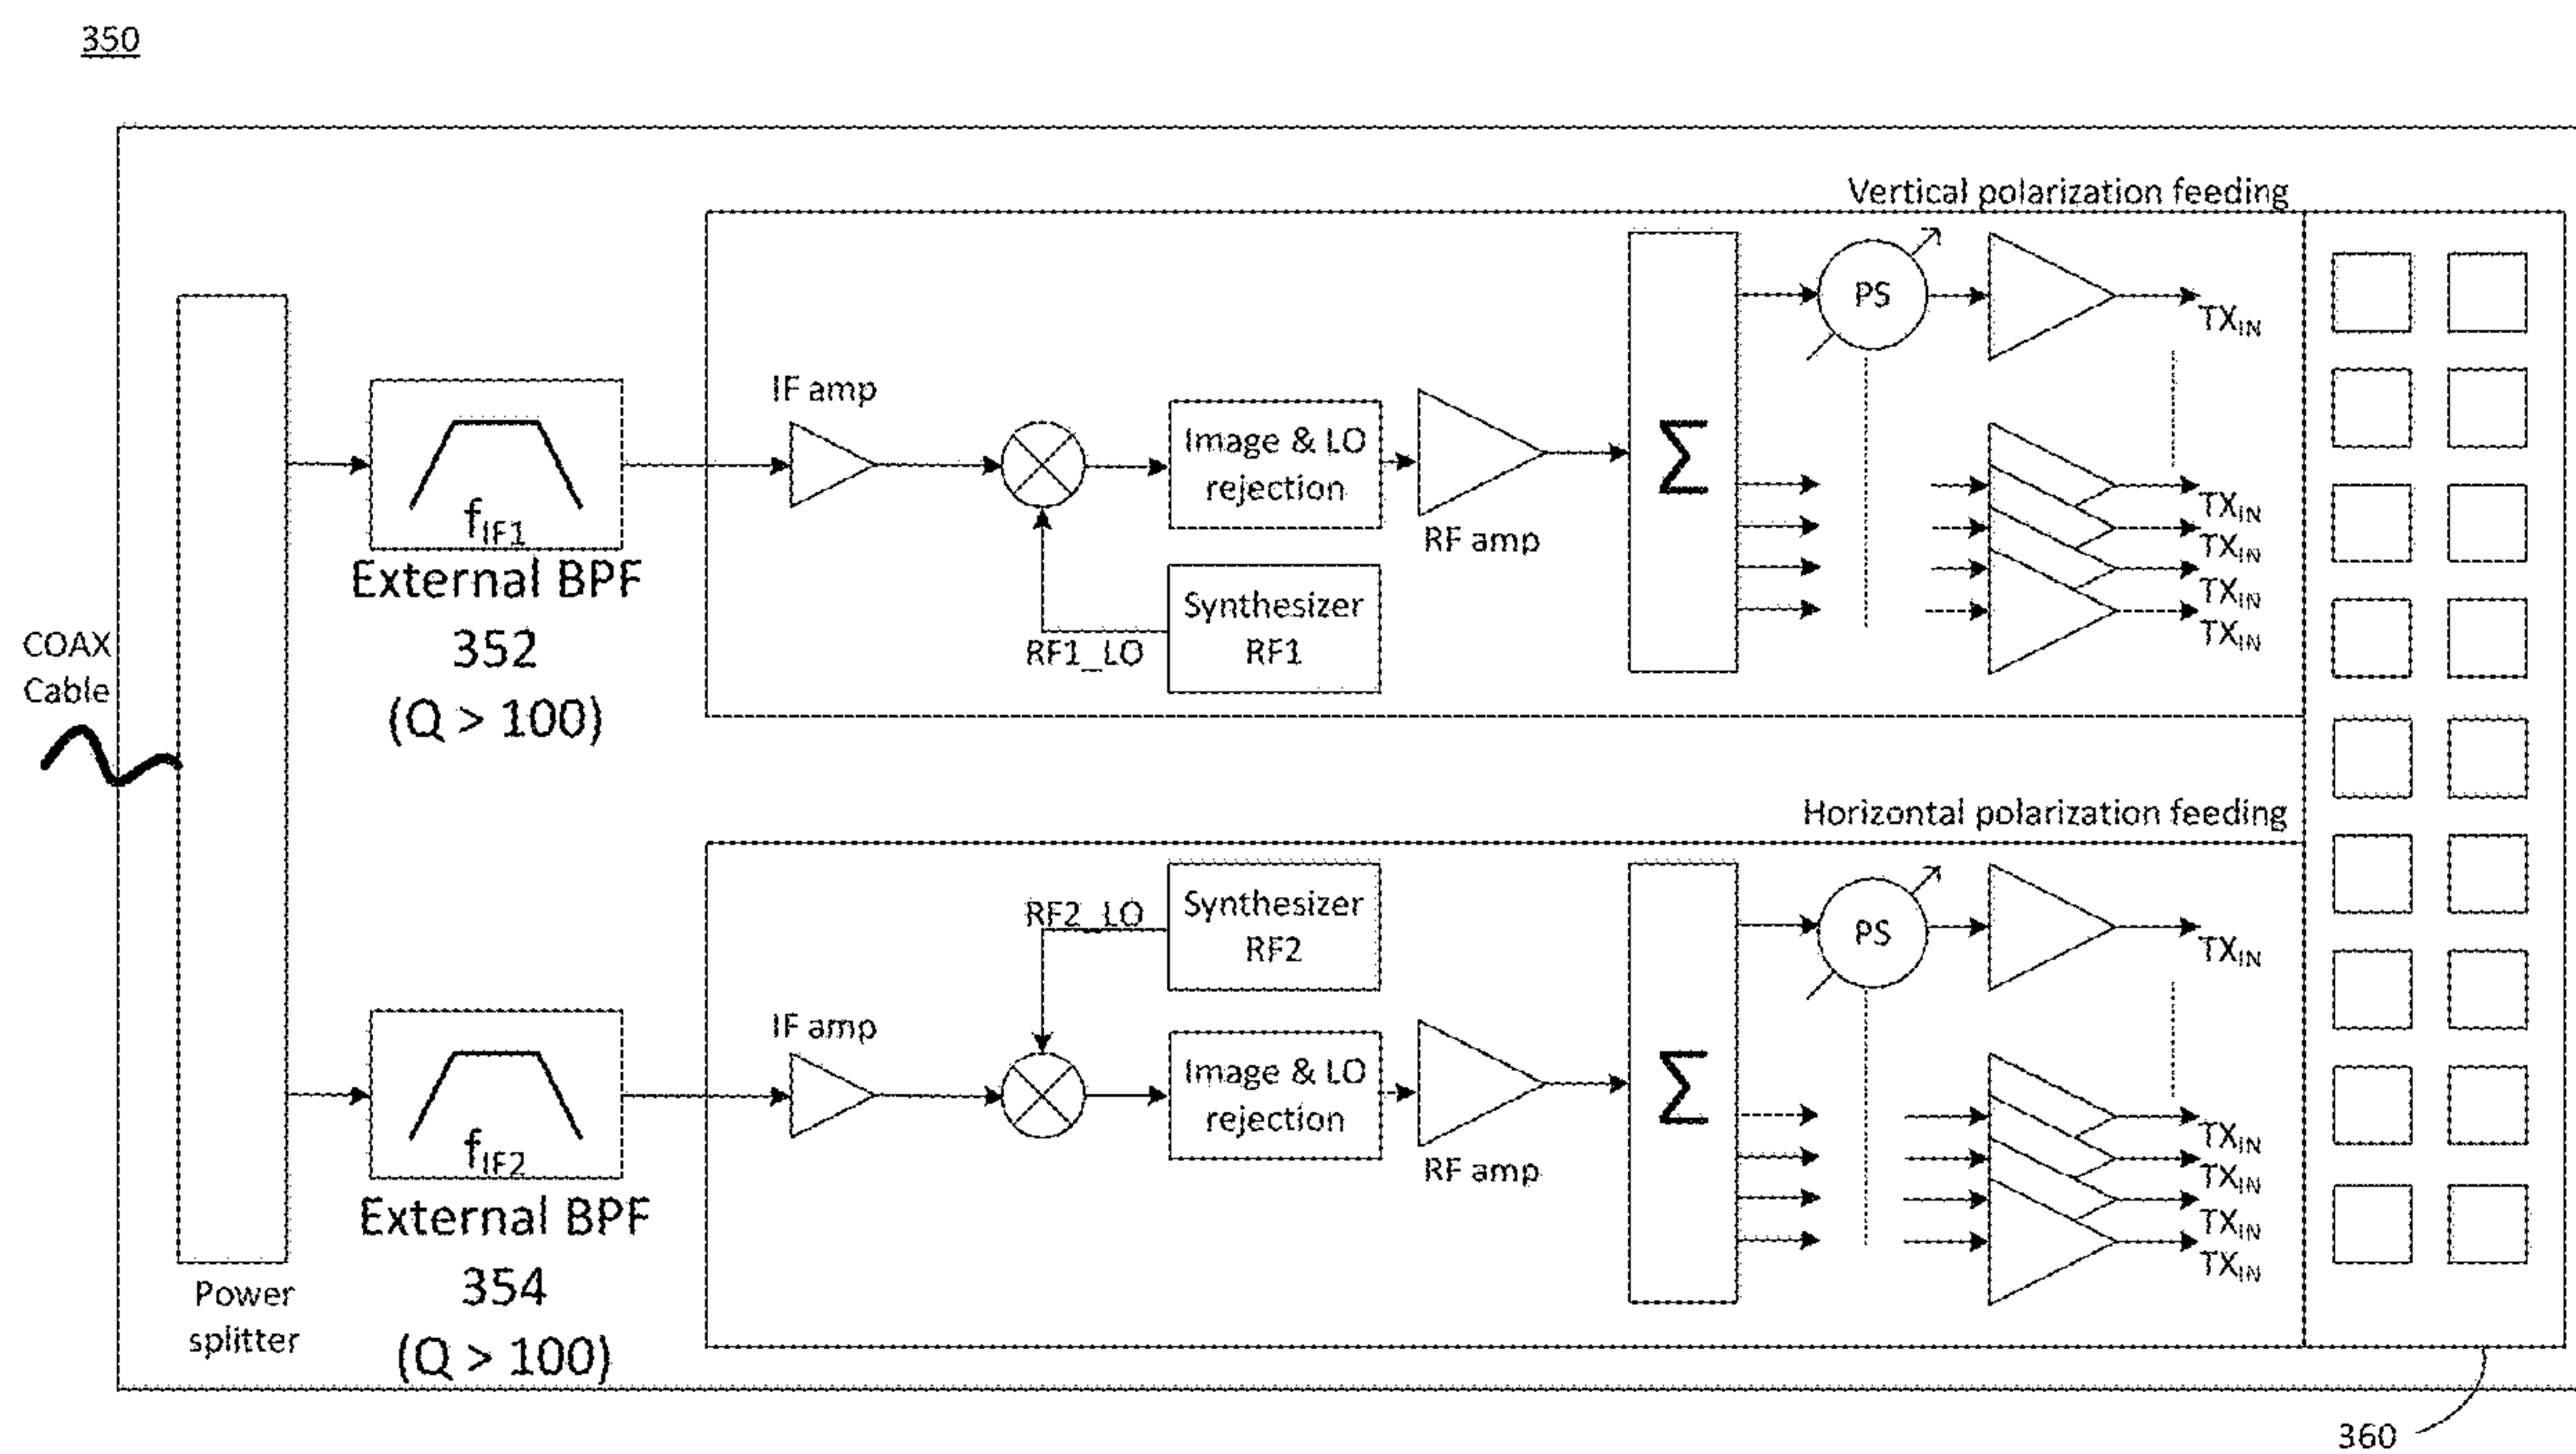 350
Vertical polarization feeding
PS
TXIN
IF amp
Image & LO
rejection
RF amp
Σ
TXIN
TXIN
TXIN
TXIN
fIF1
External BPF
352
(Q > 100)
RF1_LO
Synthesizer
RF1
COAX
Cable
Horizontal polarization feeding
RF2_LO
Synthesizer
RF2
PS
TXIN
IF amp
Image & LO
rejection
RF amp
Σ
TXIN
TXIN
TXIN
TXIN
fIF2
External BPF
354
(Q > 100)
Power
splitter
360